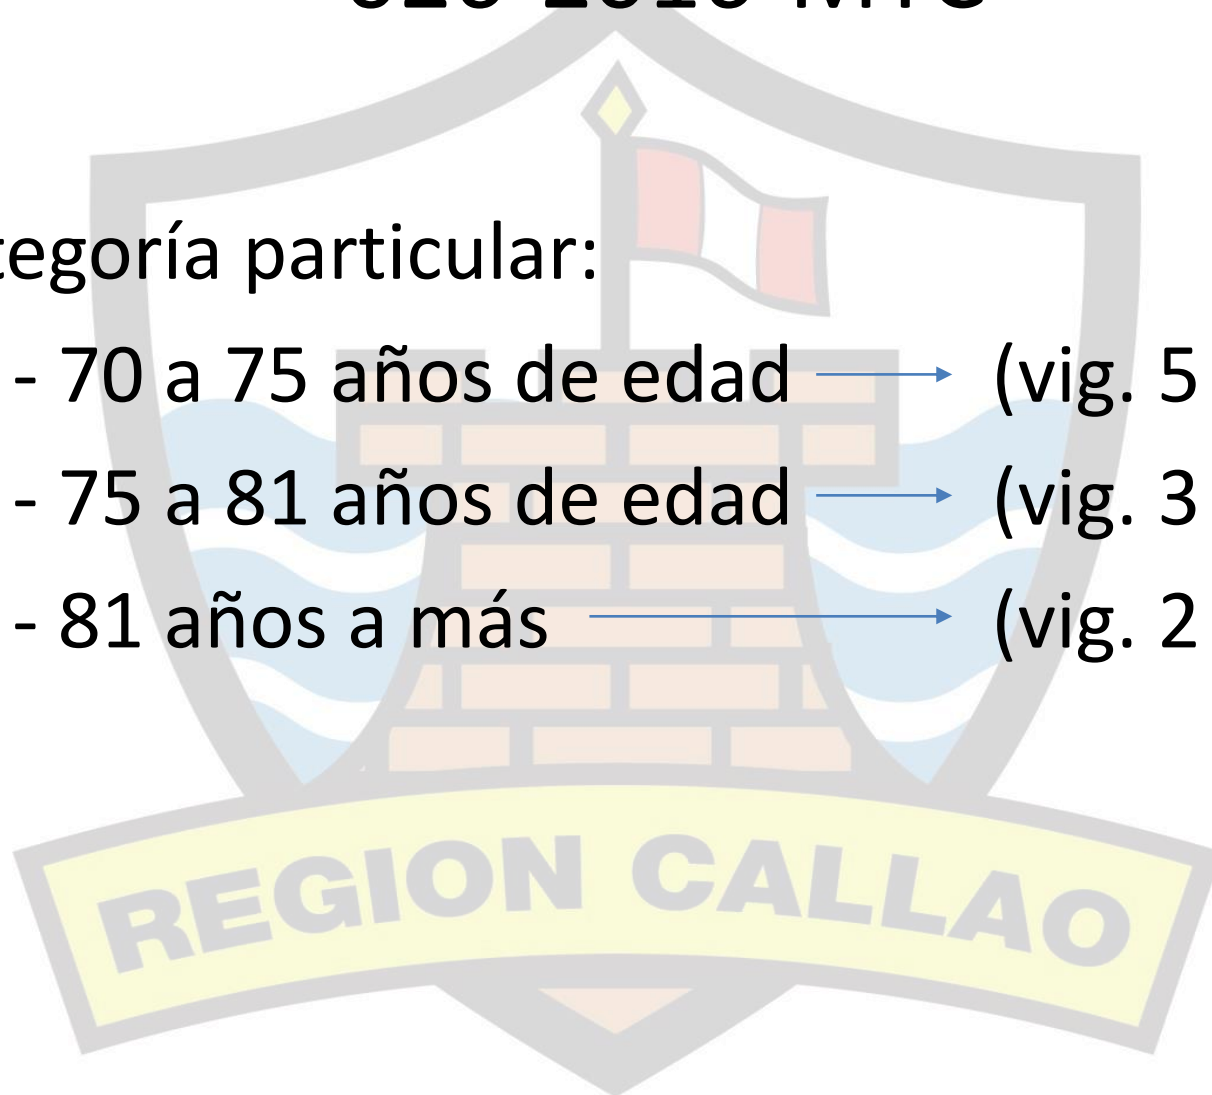 tegoría particular:
- 70 a 75 años de edad (vig. 5
- 75 a 81 años de edad (vig. 3
- 81 años a más (vig. 2
REGION CALLAO